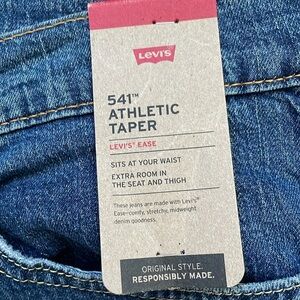 Levi's
541™
ATHLETIC
TAPER
LEVI'S® EASE
SITS AT YOUR WAIST
EXTRA ROOM IN
THE SEAT AND THIGH
These jeans are made with Levi's®
Ease–comfy, stretchy, midweight
denim goodness.
ORIGINAL STYLE.
RESPONSIBLY MADE.